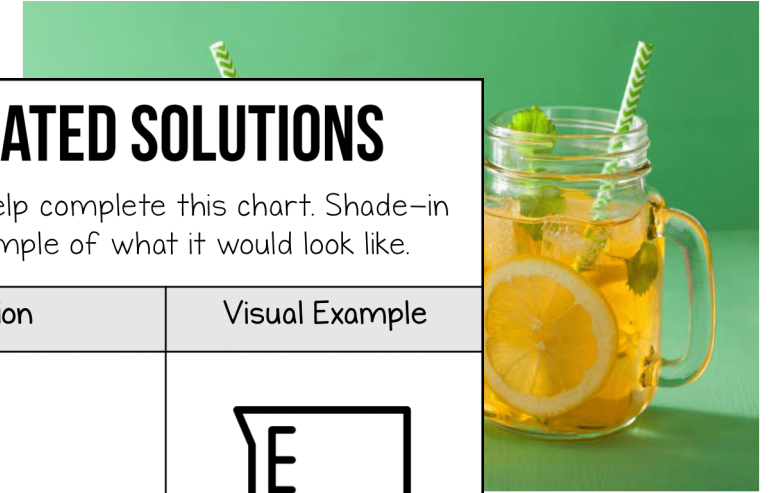 ATED SOLUTIONS
elp complete this chart. Shade-in
mple of what it would look like.
ion Visual Example